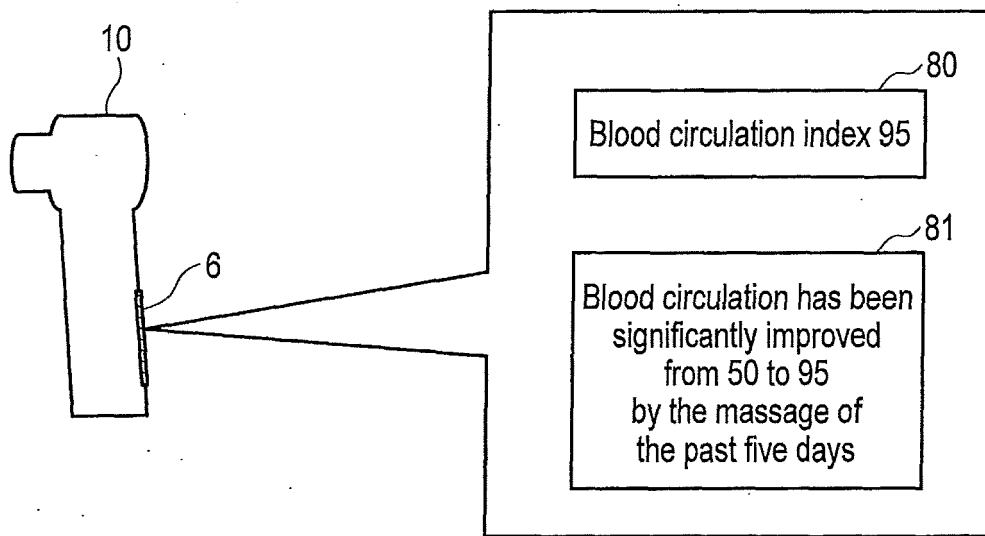 10
6
80
Blood circulation index 95
81
Blood circulation has been
significantly improved
from 50 to 95
by the massage of
the past five days